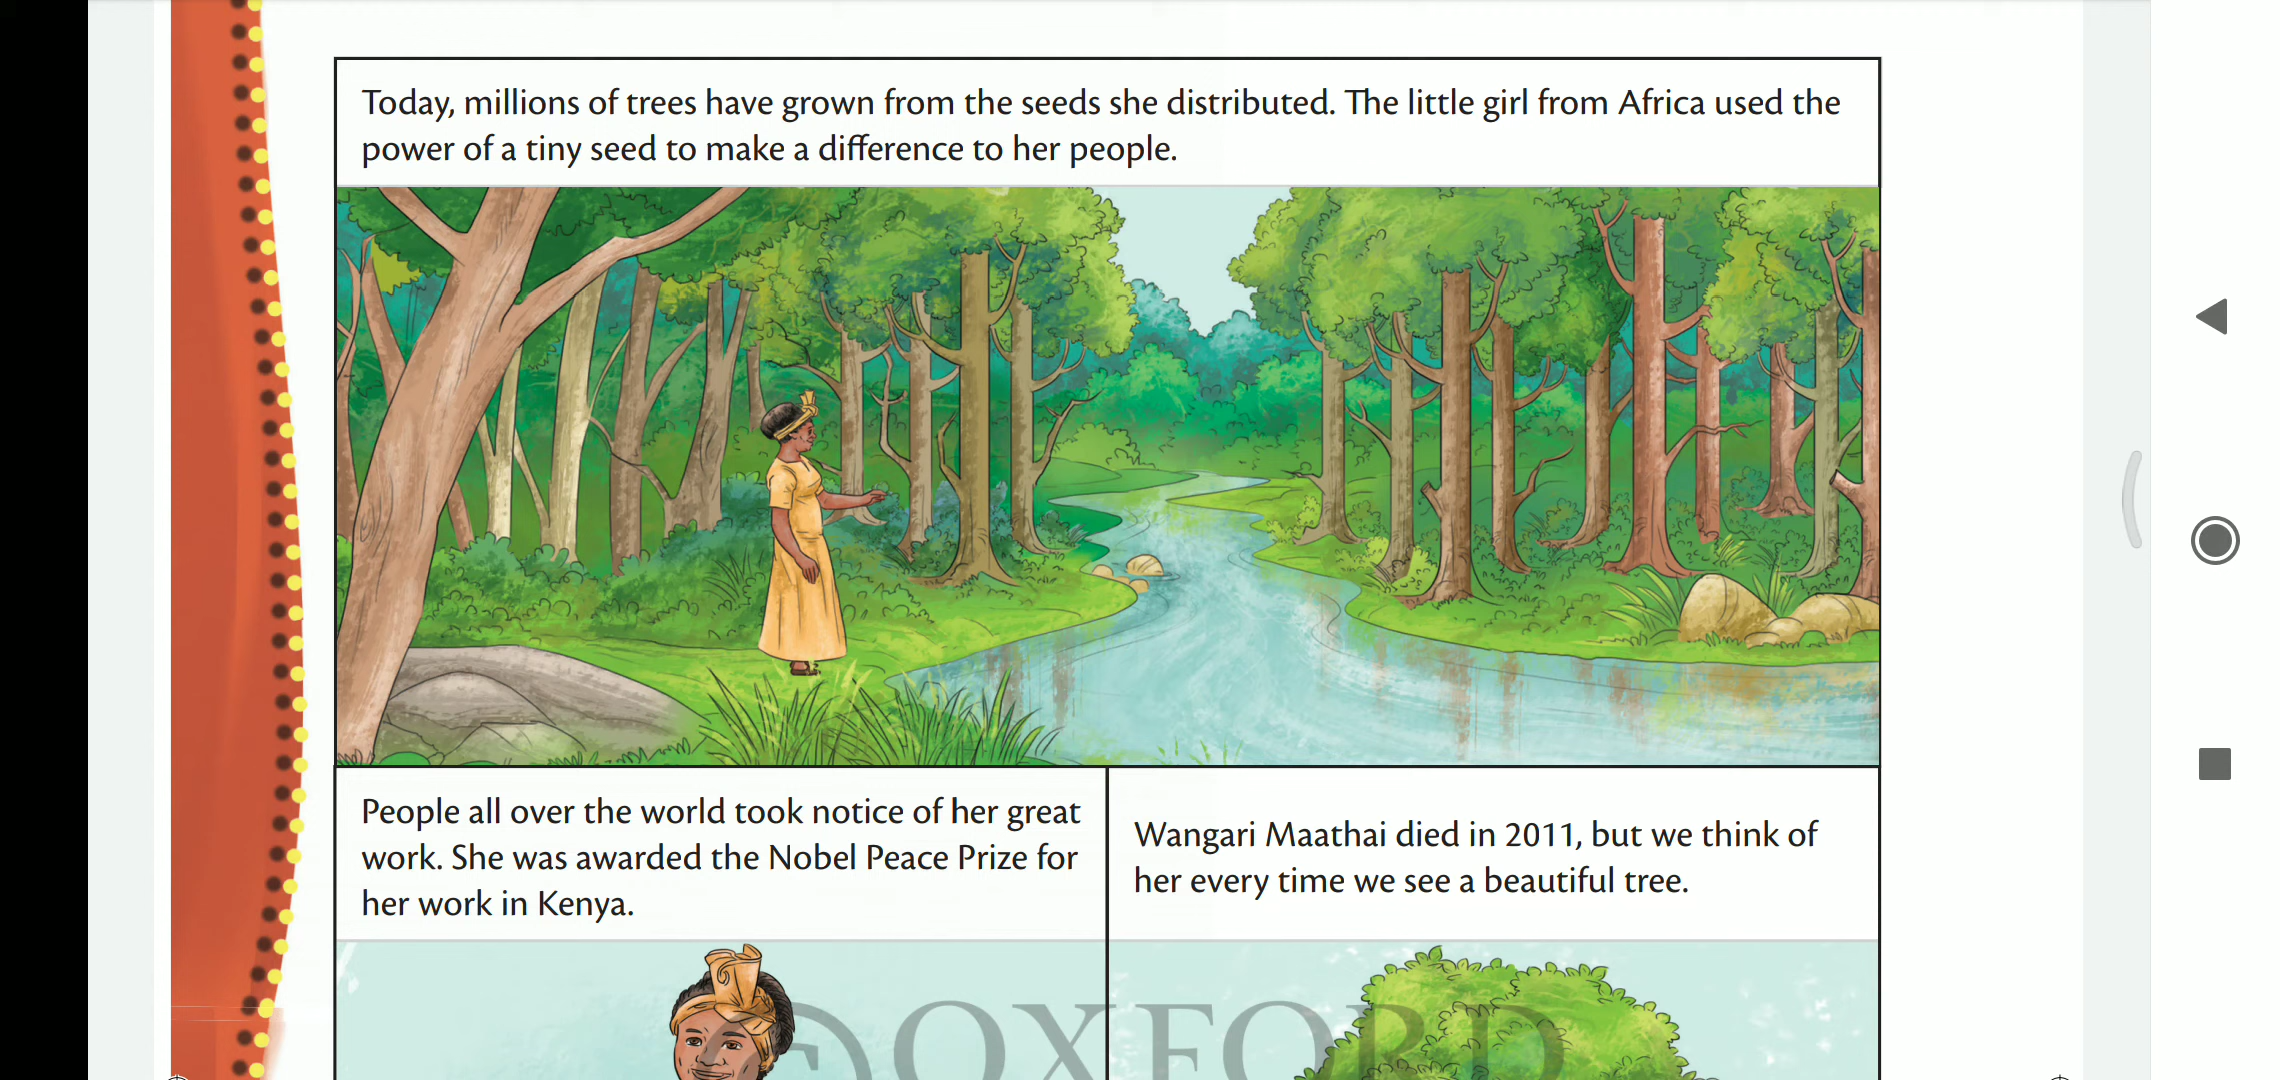 Today, millions of trees have grown from the seeds she distributed. The little girl from Africa used the
power of a tiny seed to make a difference to her people.
People all over the world took notice of her great
work. She was awarded the Nobel Peace Prize for
her work in Kenya.
Wangari Maathai died in 2011, but we think of
her every time we see a beautiful tree.
OXFORD